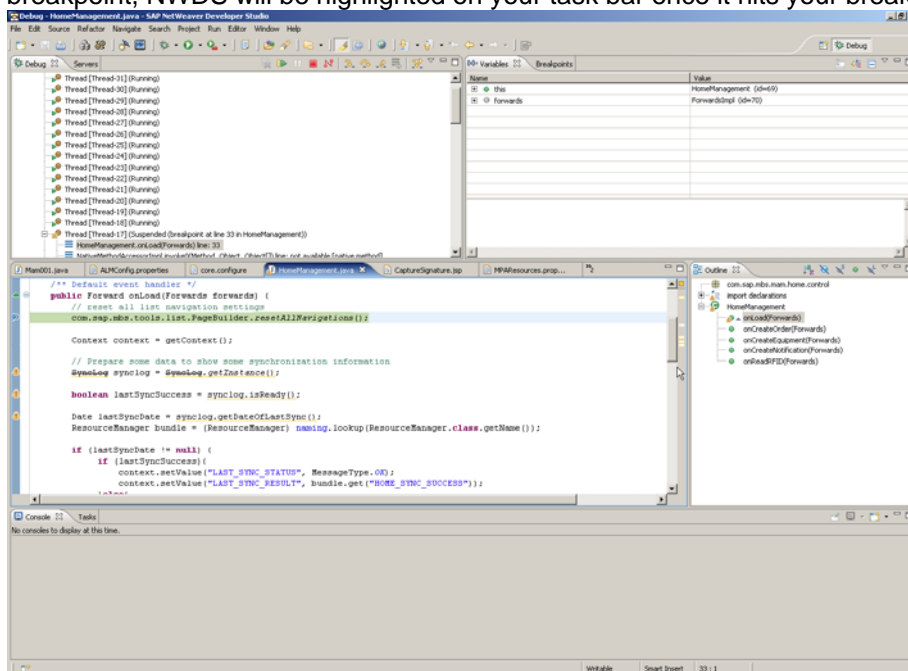 breakpoint, NWDS will be highlighted on your task bar once it hits your
Debug - HomeManagement.java - SAP NetWeaver Developer Studio
File Edit Source Refactor Navigate Search Project Run Editor Window Help
Debug
Debug Servers
Variables Breakpoints
Thread [Thread-31] (Running)
Thread [Thread-30] (Running)
Thread [Thread-29] (Running)
Thread [Thread-28] (Running)
Thread [Thread-27] (Running)
Thread [Thread-26] (Running)
Thread [Thread-25] (Running)
Thread [Thread-24] (Running)
Thread [Thread-23] (Running)
Thread [Thread-22] (Running)
Thread [Thread-21] (Running)
Thread [Thread-20] (Running)
Thread [Thread-19] (Running)
Thread [Thread-18] (Running)
Thread [Thread-17] (Suspended (breakpoint at line 33 in HomeManagement))
HomeManagement.onLoad(Forwards) line: 33
NativeMethodAccessorImpl.invoke0(Method, Object, Object[]) line: not available [native method]
Name Value
this HomeManagement (id=69)
forwards ForwardsImpl (id=70)
Mam001.java ALMConfig.properties core.configure HomeManagement.java CaptureSignature.jsp MPAResources.prop... "2
/** Default event handler */
public Forward onLoad(Forwards forwards) {
// reset all list navigation settings
com.sap.mbs.tools.list.PageBuilder.resetAllNavigations();
Context context = getContext();
// Prepare some data to show some synchronization information
SyncLog synclog = SyncLog.getInstance();
boolean lastSyncSuccess = synclog.isReady();
Date lastSyncDate = synclog.getDateOfLastSync();
ResourceManager bundle = (ResourceManager) naming.lookup(ResourceManager.class.getName());
if (lastSyncDate != null) {
if (lastSyncSuccess){
context.setValue("LAST_SYNC_STATUS", MessageType.OK);
context.setValue("LAST_SYNC_RESULT", bundle.get("HOME_SYNC_SUCCESS"));
Outline
com.sap.mbs.mam.home.control
import declarations
HomeManagement
onLoad(Forwards)
onCreateOrder(Forwards)
onCreateEquipment(Forwards)
onCreateNotification(Forwards)
onReadRFID(Forwards)
Console Tasks
No consoles to display at this time.
Writable Smart Insert 33 : 1